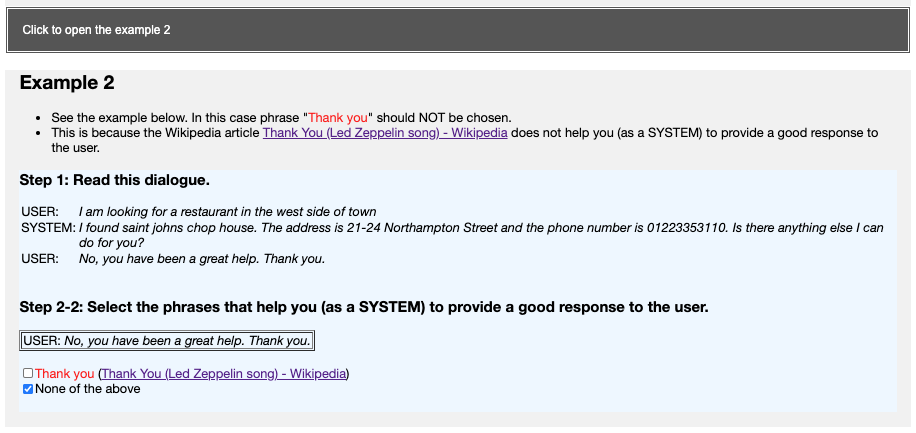 Click to open the example 2
Example 2
• See the example below. In this case phrase "Thank you" should NOT be chosen.
• This is because the Wikipedia article Thank You (Led Zeppelin song) - Wikipedia does not help you (as a SYSTEM) to provide a good response to
the user.
Step 1: Read this dialogue.
USER: I am looking for a restaurant in the west side of town
SYSTEM: I found saint johns chop house. The address is 21-24 Northampton Street and the phone number is 01223353110. Is there anything else I can
do for you?
USER: No, you have been a great help. Thank you.
Step 2-2: Select the phrases that help you (as a SYSTEM) to provide a good response to the user.
USER: No, you have been a great help. Thank you.
Thank you (Thank You (Led Zeppelin song) - Wikipedia)
None of the above